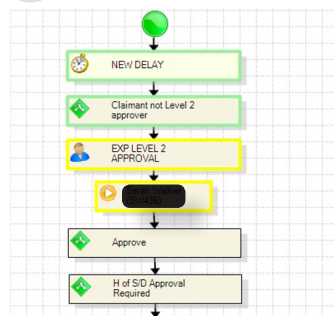 NEW DELAY
Claimant not Level 2
approver
EXP LEVEL 2
APPROVAL
Approve
H of S/D Approval
Required